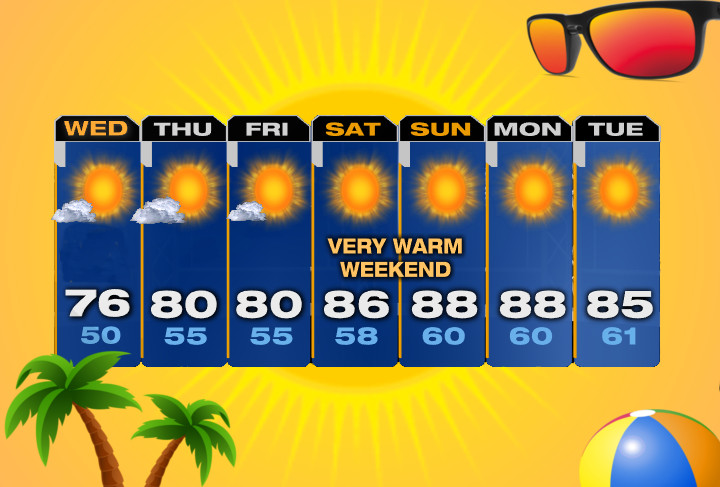 WED THU FRI SAT SUN MON TUE
VERY WARM
WEEKEND
76 80 80 86 88 88 85
50 55 55 58 60 60 61